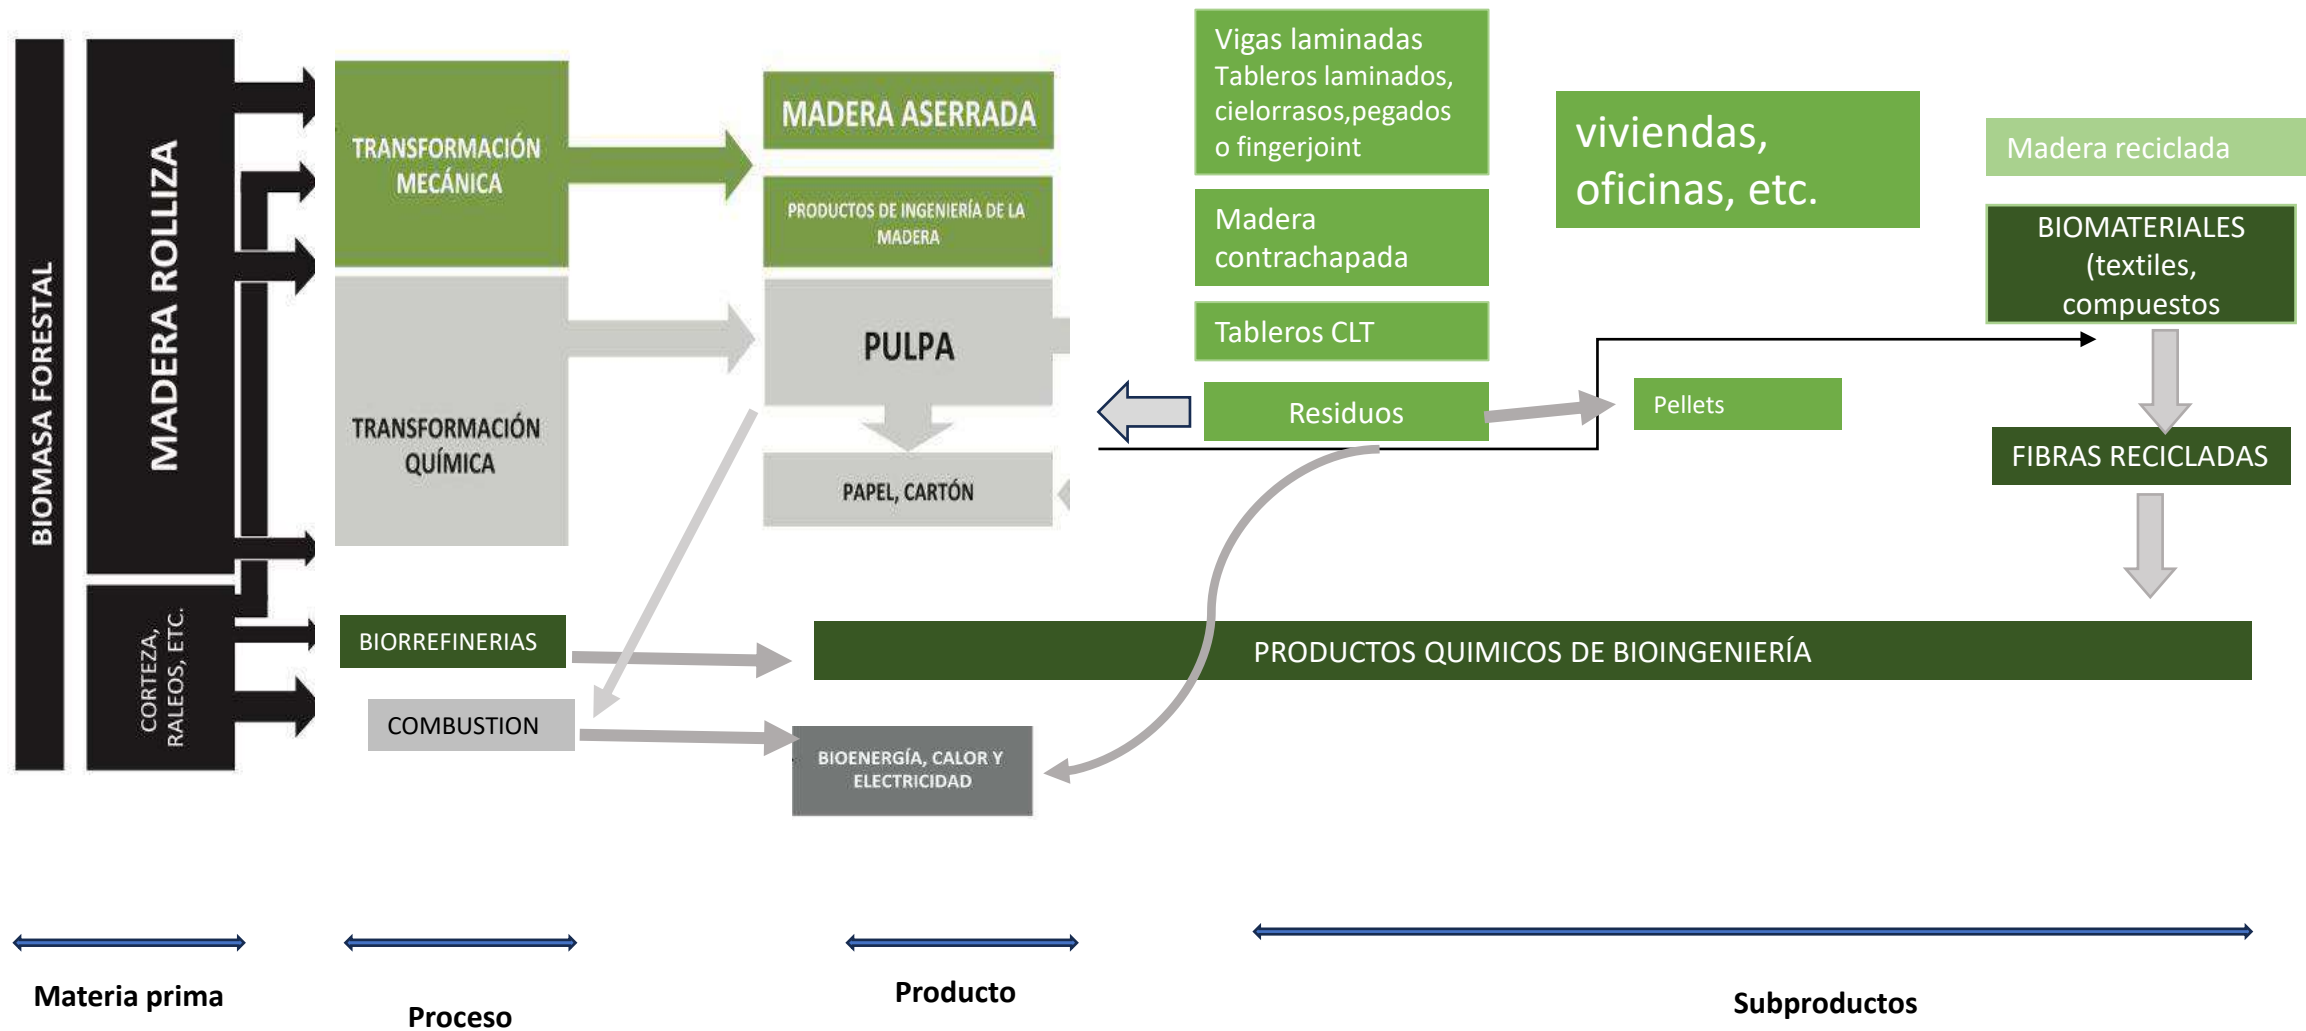 BIOMASA FORESTAL
MADERA ROLLIZA
CORTEZA,
RALEOS, ETC.
TRANSFORMACIÓN
MECÁNICA
TRANSFORMACIÓN
QUÍMICA
BIORREFINERIAS
COMBUSTION
MADERA ASERRADA
PRODUCTOS DE INGENIERÍA DE LA
MADERA
PULPA
PAPEL, CARTÓN
BIOENERGÍA, CALOR Y
ELECTRICIDAD
Vigas laminadas
Tableros laminados,
cielorrasos,pegados
o fingerjoint
Madera
contrachapada
Tableros CLT
Residuos
viviendas,
oficinas, etc.
Pellets
Madera reciclada
BIOMATERIALES
(textiles,
compuestos
FIBRAS RECICLADAS
PRODUCTOS QUIMICOS DE BIOINGENIERÍA
Materia prima
Proceso
Producto
Subproductos